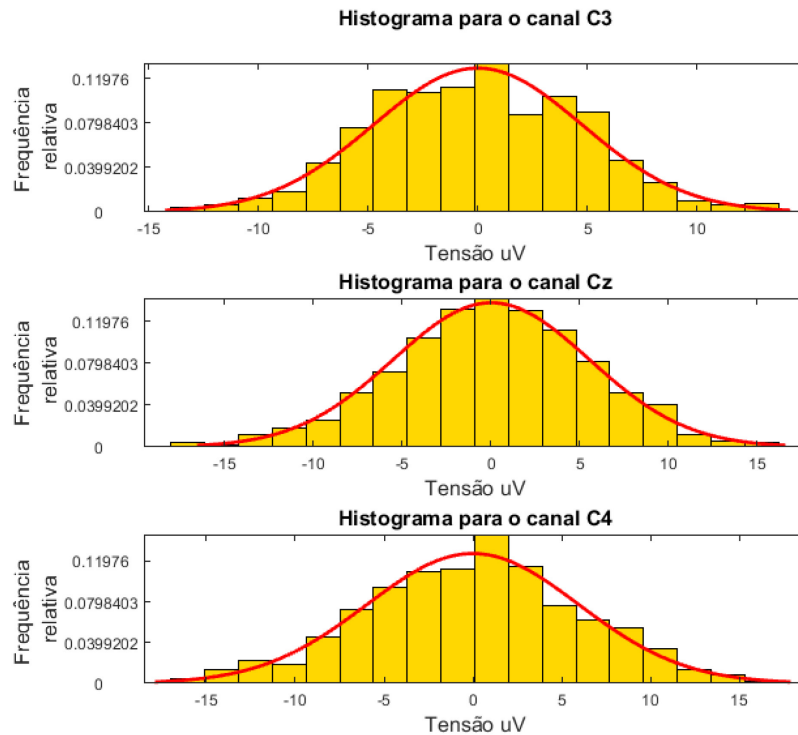 Histograma para o canal C3
0.11976
0.0798403
0.0399202
0
Frequência
relativa
-15 -10 -5 0 5 10
Tensão uV
Histograma para o canal Cz
0.11976
0.0798403
0.0399202
0
Frequência
relativa
-15 -10 -5 0 5 10 15
Tensão uV
Histograma para o canal C4
0.11976
0.0798403
0.0399202
0
Frequência
relativa
-15 -10 -5 0 5 10 15
Tensão uV